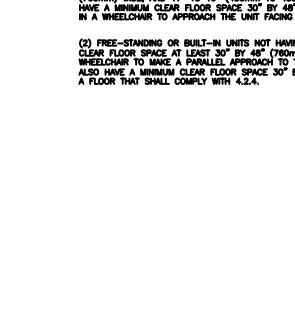 HAVE A MINIMUM CLEAR FLOOR SPACE 30" BY 48"
IN A WHEELCHAIR TO APPROACH THE UNIT FACING
(2) FREE-STANDING OR BUILT-IN UNITS NOT HAVI
CLEAR FLOOR SPACE AT LEAST 30" BY 48" (760m
WHEELCHAIR TO MAKE A PARALLEL APPROACH TO
ALSO HAVE A MINIMUM CLEAR FLOOR SPACE 30"
A FLOOR THAT SHALL COMPLY WITH 4.2.4.